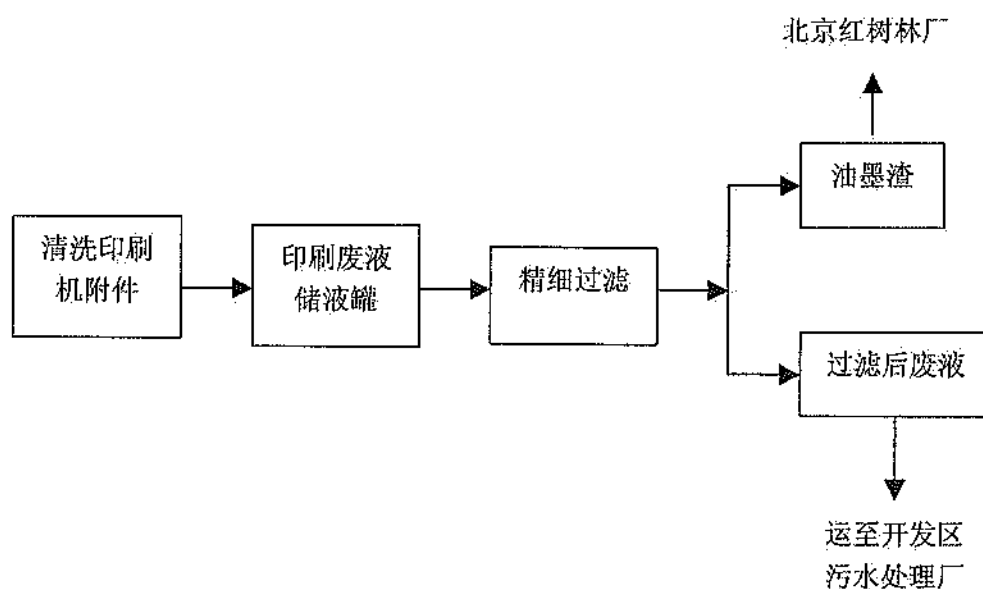 北京红树林厂
油墨渣
清洗印刷
机附件
印刷废液
储液罐
精细过滤
过滤后废液
运至开发区
污水处理厂